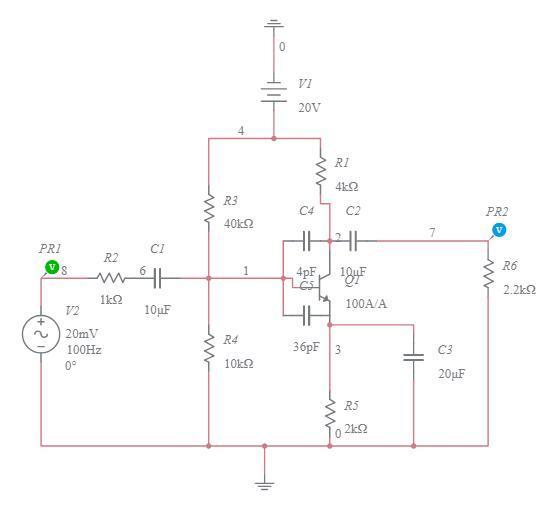 0
V1
20V
4
R1
4kΩ
R3
40kΩ
C4
C2
PR2
V
7
2
PR1
V
8
R2
6
C1
1
4pF
10µF
C5
Q1
R6
2.2kΩ
1kΩ
10µF
100A/A
V2
20mV
100Hz
0°
R4
10kΩ
36pF
3
C3
20µF
R5
2kΩ
0